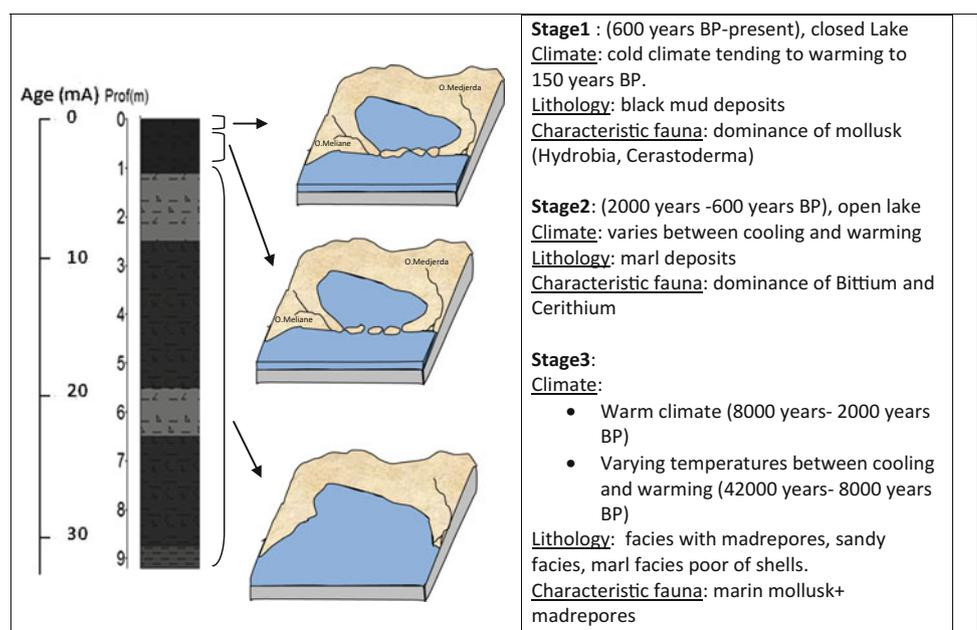 Age (mA) Prof(m)
0
10
20
30
0
1
2
3
4
5
6
7
8
9
O.Medjerda
O.Meliane
O.Medjerda
O.Meliane
Stage1 : (600 years BP-present), closed Lake
Climate: cold climate tending to warming to
150 years BP.
Lithology: black mud deposits
Characteristic fauna: dominance of mollusk
(Hydrobia, Cerastoderma)
Stage2: (2000 years -600 years BP), open lake
Climate: varies between cooling and warming
Lithology: marl deposits
Characteristic fauna: dominance of Bittium and
Cerithium
Stage3:
Climate:
• Warm climate (8000 years- 2000 years
BP)
• Varying temperatures between cooling
and warming (42000 years- 8000 years
BP)
Lithology: facies with madrepores, sandy
facies, marl facies poor of shells.
Characteristic fauna: marin mollusk+
madrepores